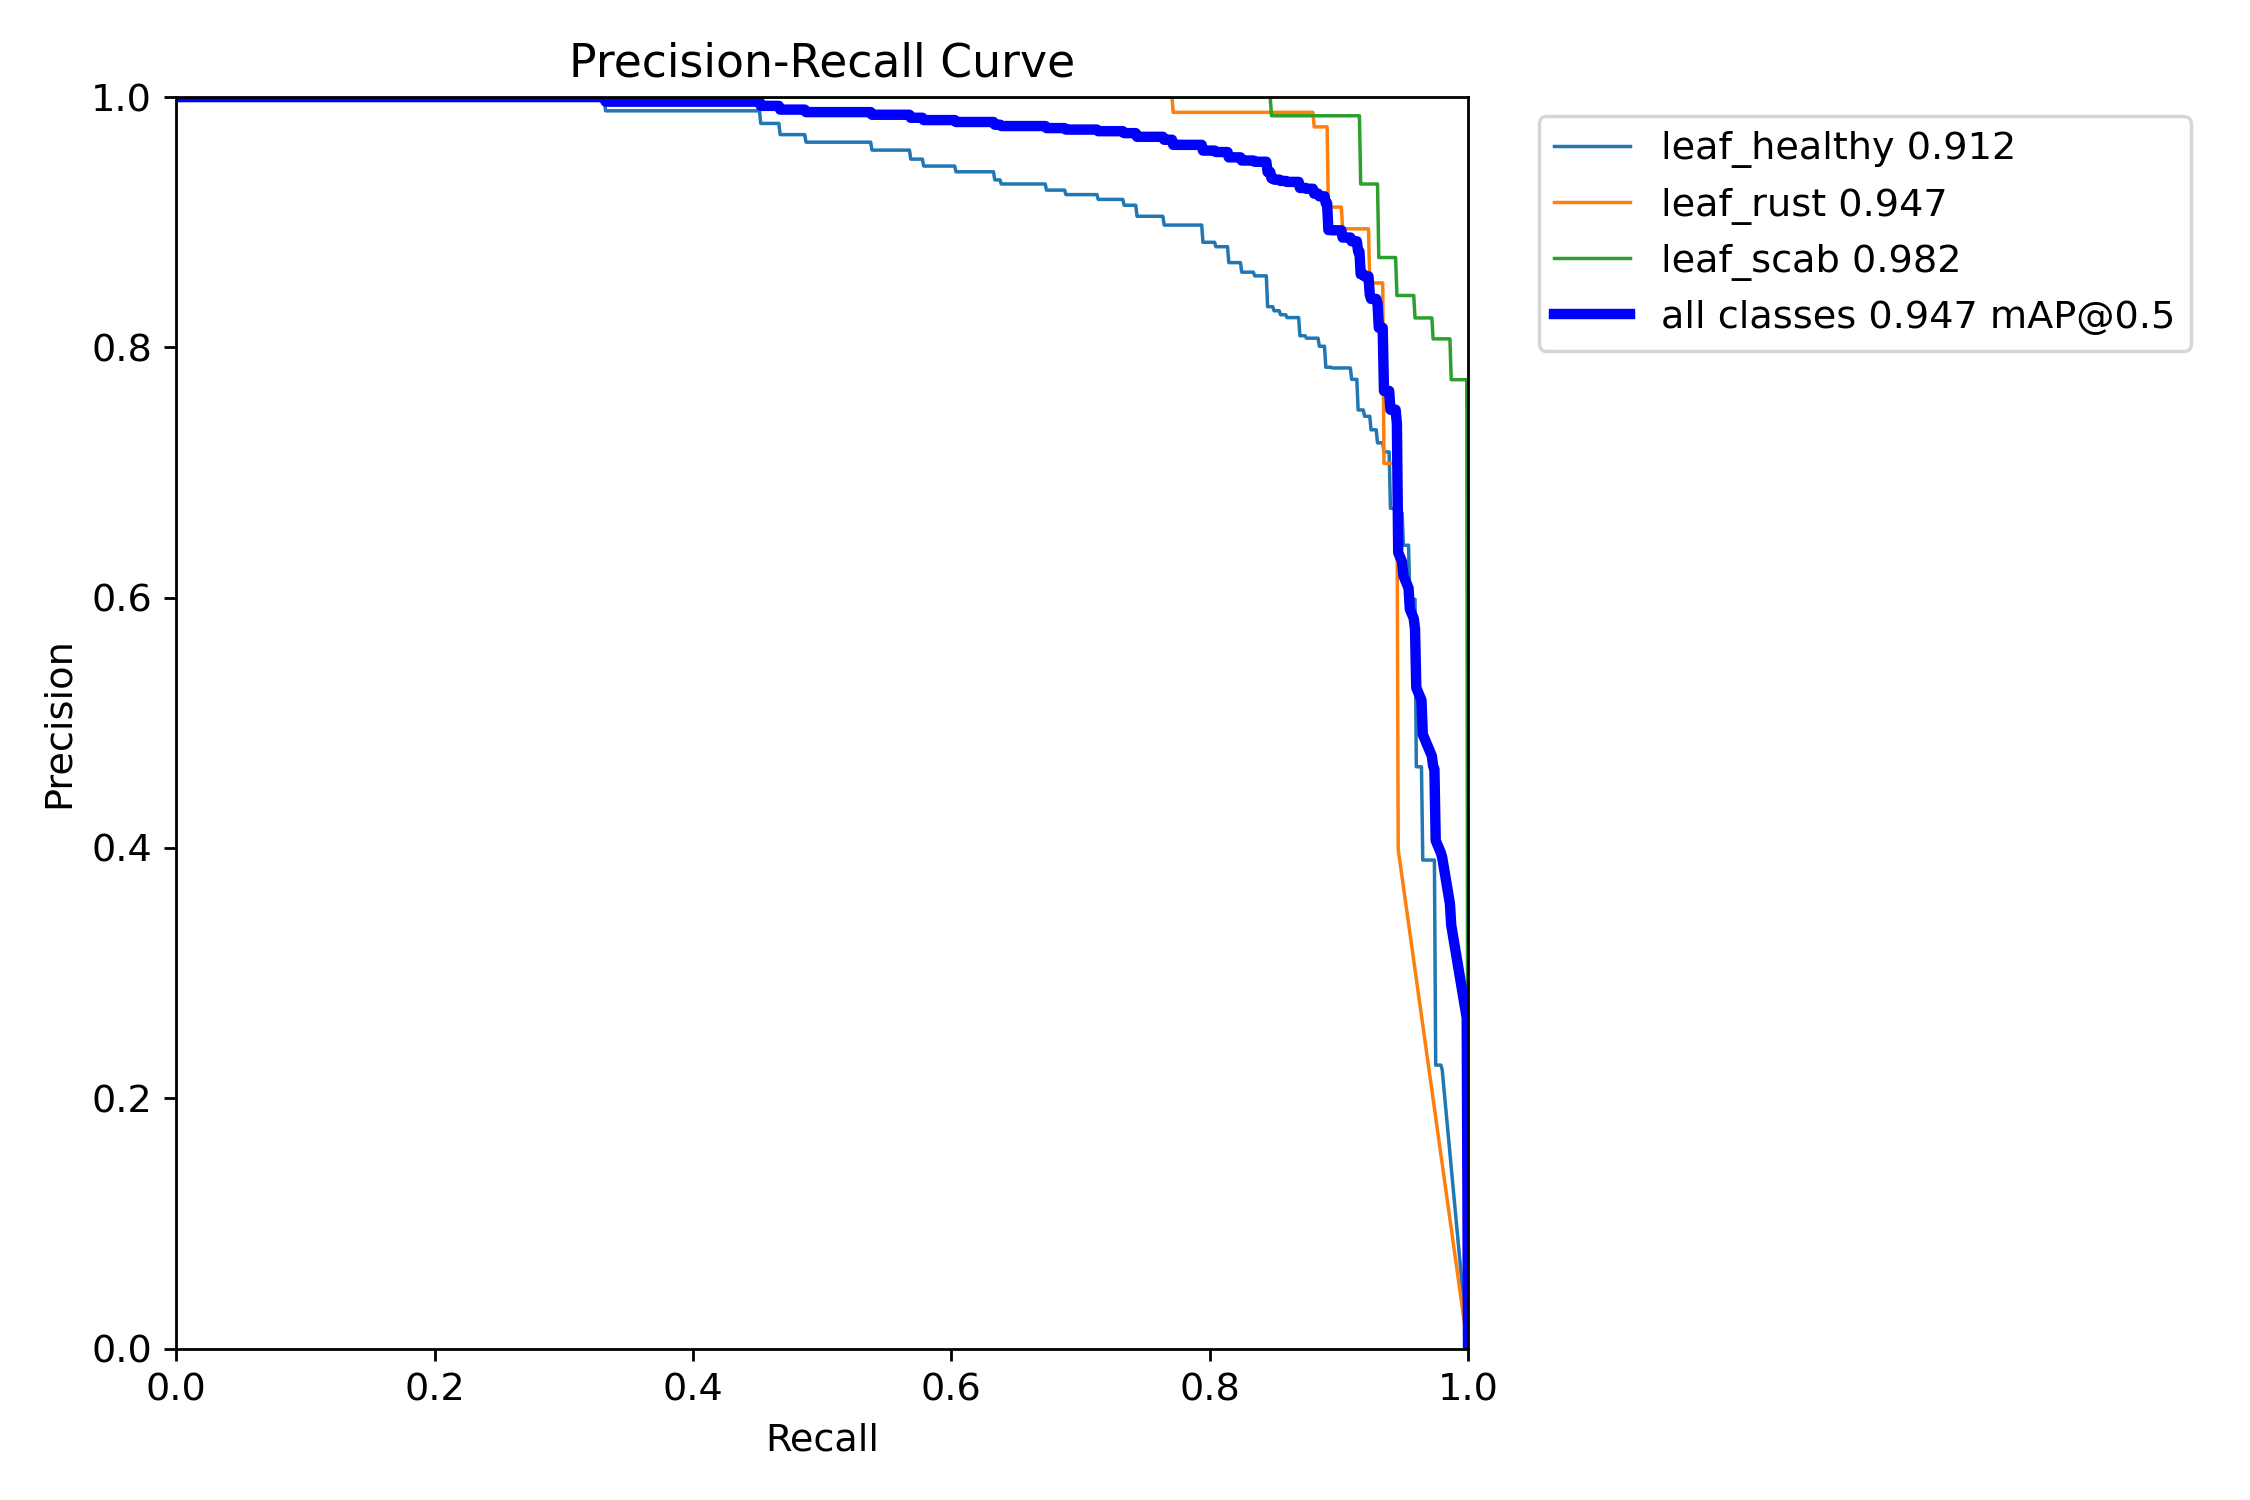 Precision-Recall Curve
1.0
0.8
0.6
0.4
0.2
0.0
Precision
0.0 0.2 0.4 0.6 0.8 1.0
Recall
leaf_healthy 0.912
leaf_rust 0.947
leaf_scab 0.982
all classes 0.947 mAP@0.5